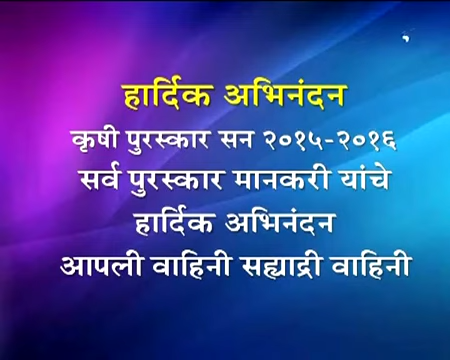 हार्दिक अभिनंदन
कृषी पुरस्कार सन २०१५-२०१६
सर्व पुरस्कार मानकरी यांचे
हार्दिक अभिनंदन
आपली वाहिनी सह्याद्री वाहिनी